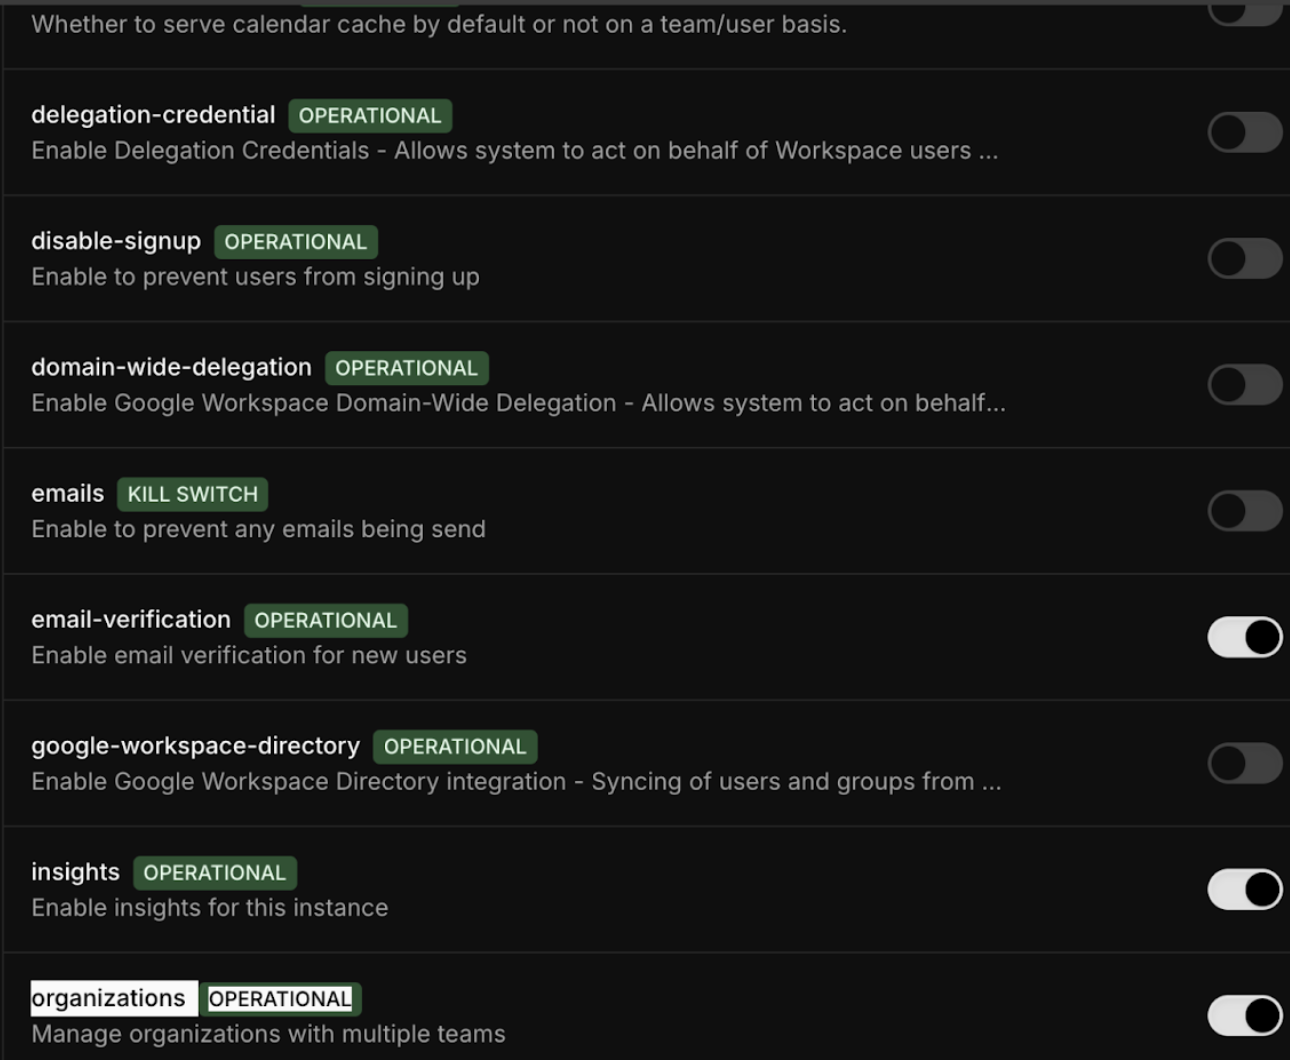 Whether to serve calendar cache by default or not on a team/user basis.
delegation-credential OPERATIONAL
Enable Delegation Credentials - Allows system to act on behalf of Workspace users ...
disable-signup OPERATIONAL
Enable to prevent users from signing up
domain-wide-delegation OPERATIONAL
Enable Google Workspace Domain-Wide Delegation - Allows system to act on behalf...
emails KILL SWITCH
Enable to prevent any emails being send
email-verification OPERATIONAL
Enable email verification for new users
google-workspace-directory OPERATIONAL
Enable Google Workspace Directory integration - Syncing of users and groups from ...
insights OPERATIONAL
Enable insights for this instance
organizations OPERATIONAL
Manage organizations with multiple teams